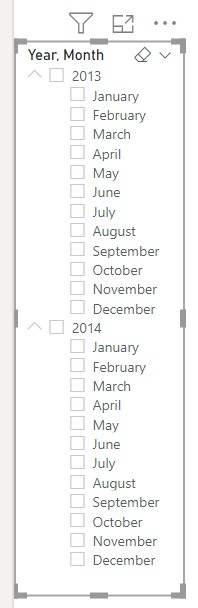 Year, Month
2013
January
February
March
April
May
June
July
August
September
October
November
December
2014
January
February
March
April
May
June
July
August
September
October
November
December